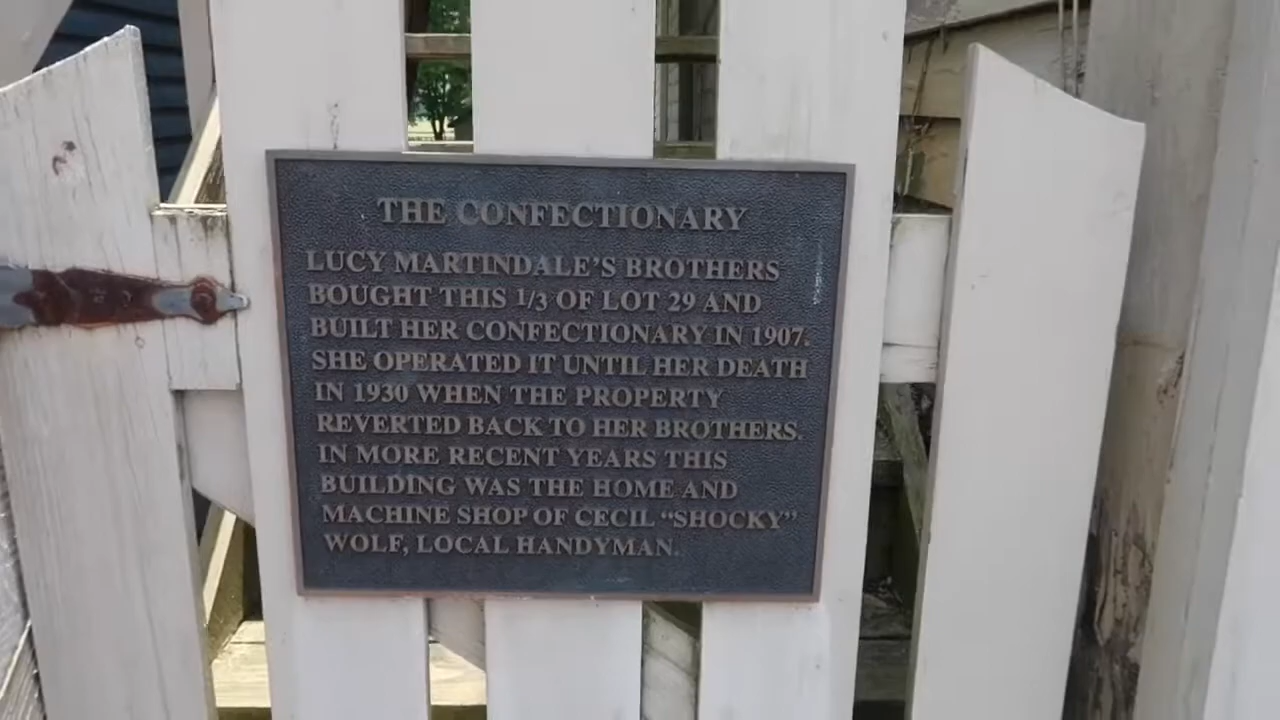 THE CONFECTIONARY
LUCY MARTINDALE'S BROTHERS
BOUGHT THIS 1/3 OF LOT 29 AND
BUILT HER CONFECTIONARY IN 1907.
SHE OPERATED IT UNTIL HER DEATH
IN 1930 WHEN THE PROPERTY
REVERTED BACK TO HER BROTHERS.
IN MORE RECENT YEARS THIS
BUILDING WAS THE HOME AND
MACHINE SHOP OF CECIL “SHOCKY”
WOLF, LOCAL HANDYMAN.